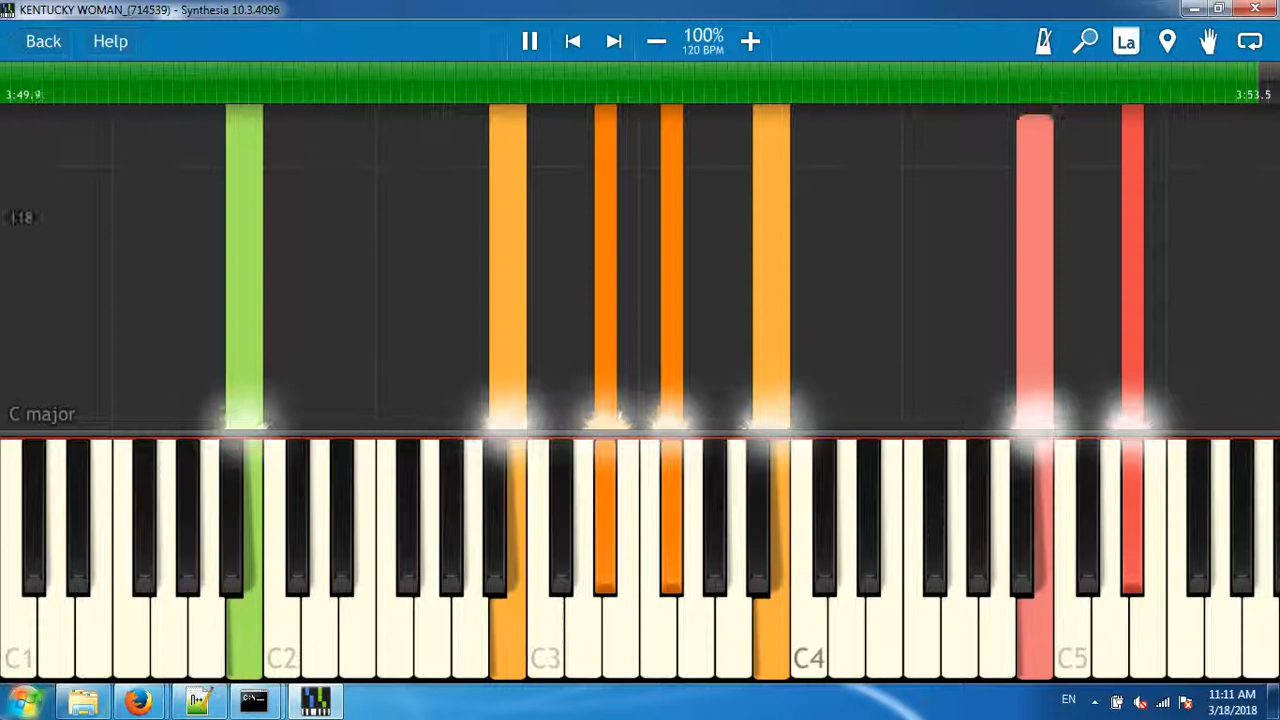 KENTUCKY WOMAN_(714539) - Synthesia 10.3.4096
Back
Help
100%
120 BPM
La
3:49.9
3:53.5
118
C major
C1
C2
C3
C4
C5
EN
11:11 AM
3/18/2018